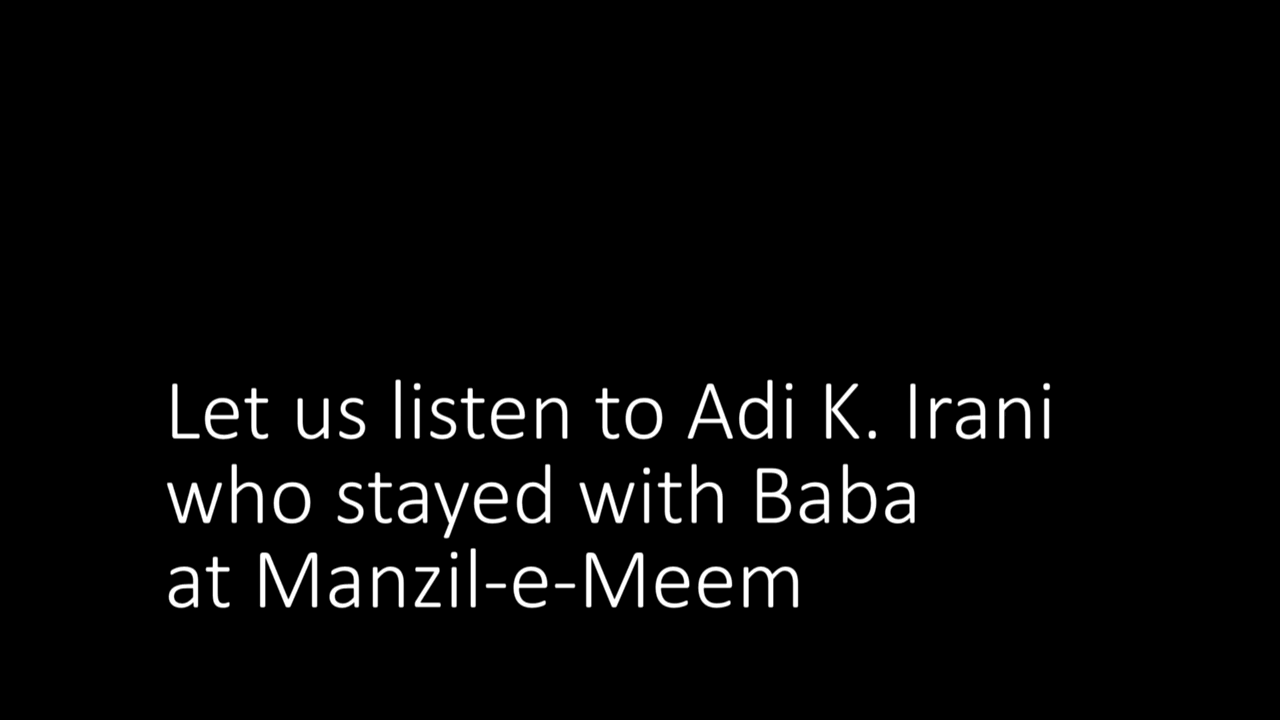 Let us listen to Adi K. Irani
who stayed with Baba
at Manzil-e-Meem